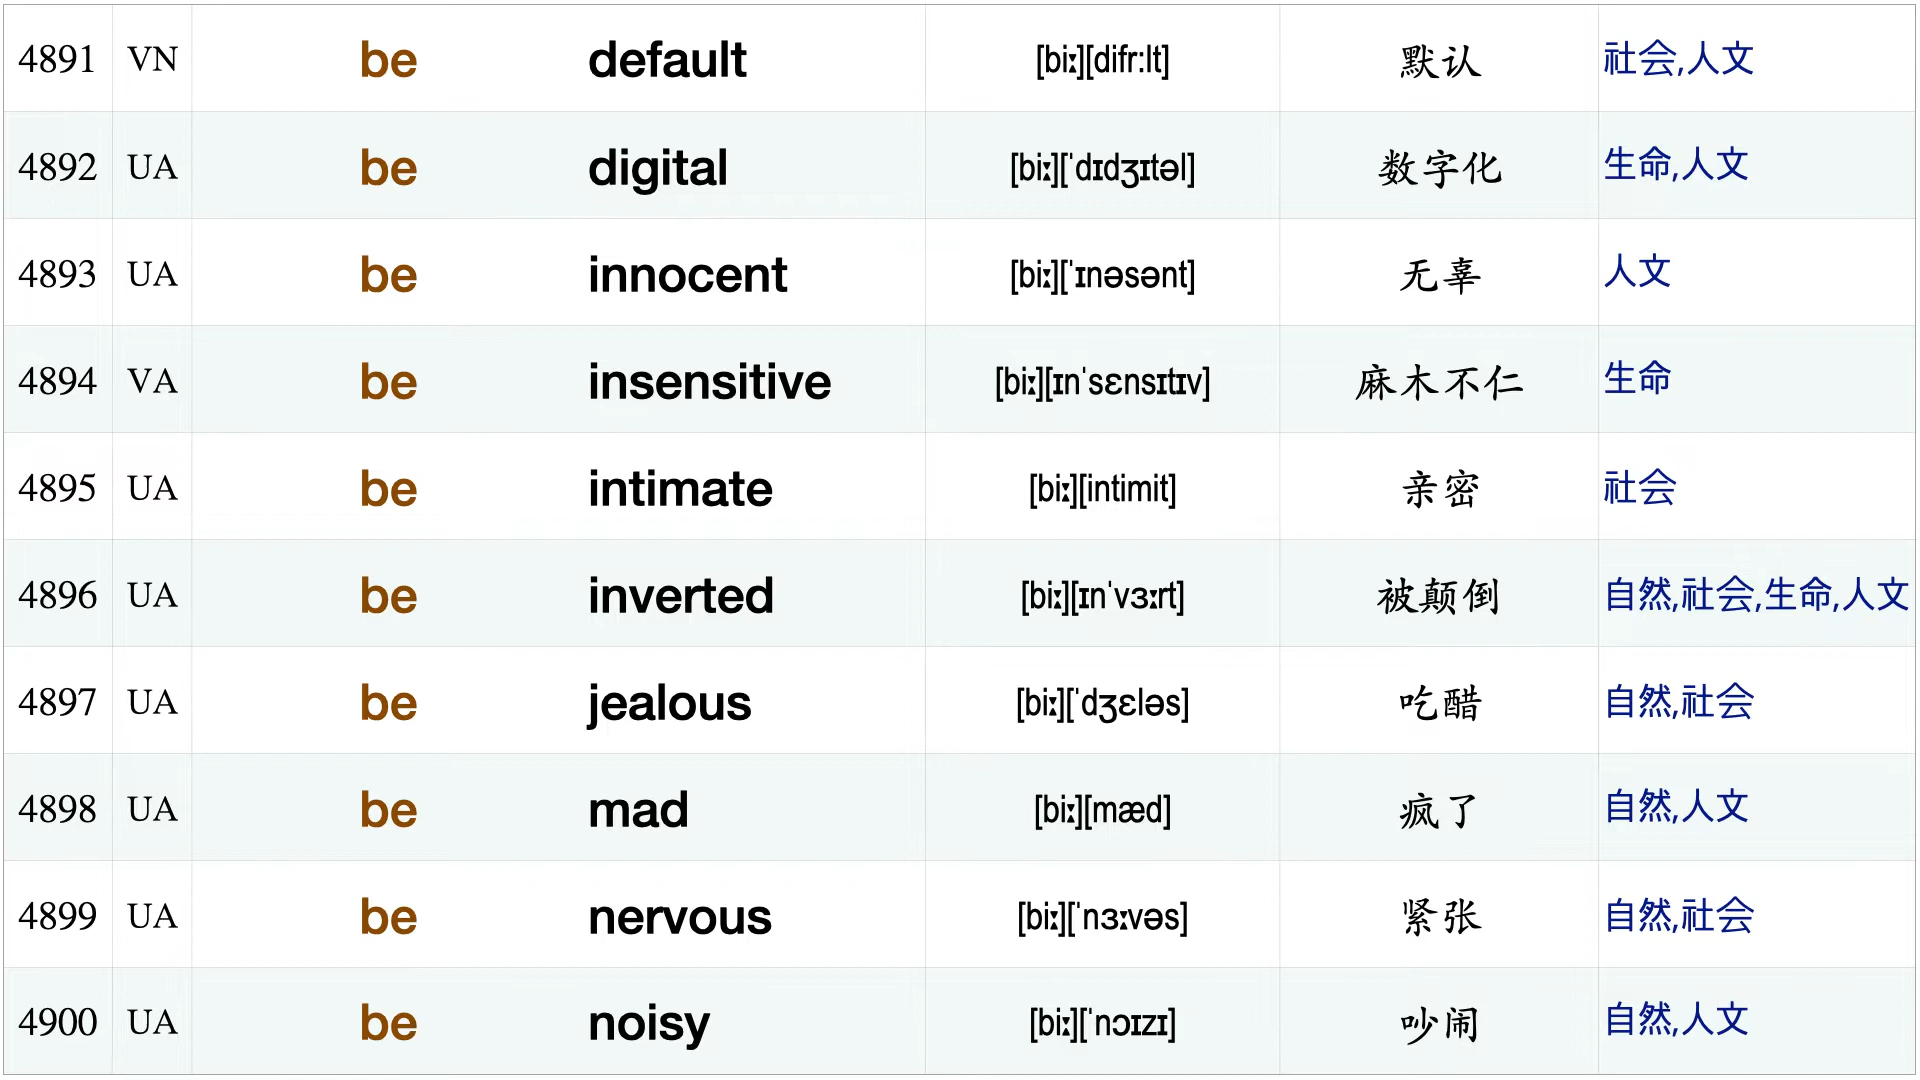 4891 VN be default [biː][difr:lt] 默认 社会,人文
4892 UA be digital [biː][ˈdɪdʒɪtəl] 数字化 生命,人文
4893 UA be innocent [biː][ˈɪnəsənt] 无辜 人文
4894 VA be insensitive [biː][ɪnˈsɛnsɪtɪv] 麻木不仁 生命
4895 UA be intimate [biː][intimit] 亲密 社会
4896 UA be inverted [biː][ɪnˈvɜːrt] 被颠倒 自然,社会,生命,人文
4897 UA be jealous [biː][ˈdʒɛləs] 吃醋 自然,社会
4898 UA be mad [biː][mæd] 疯了 自然,人文
4899 UA be nervous [biː][ˈnɜːvəs] 紧张 自然,社会
4900 UA be noisy [biː][ˈnɔɪzɪ] 吵闹 自然,人文